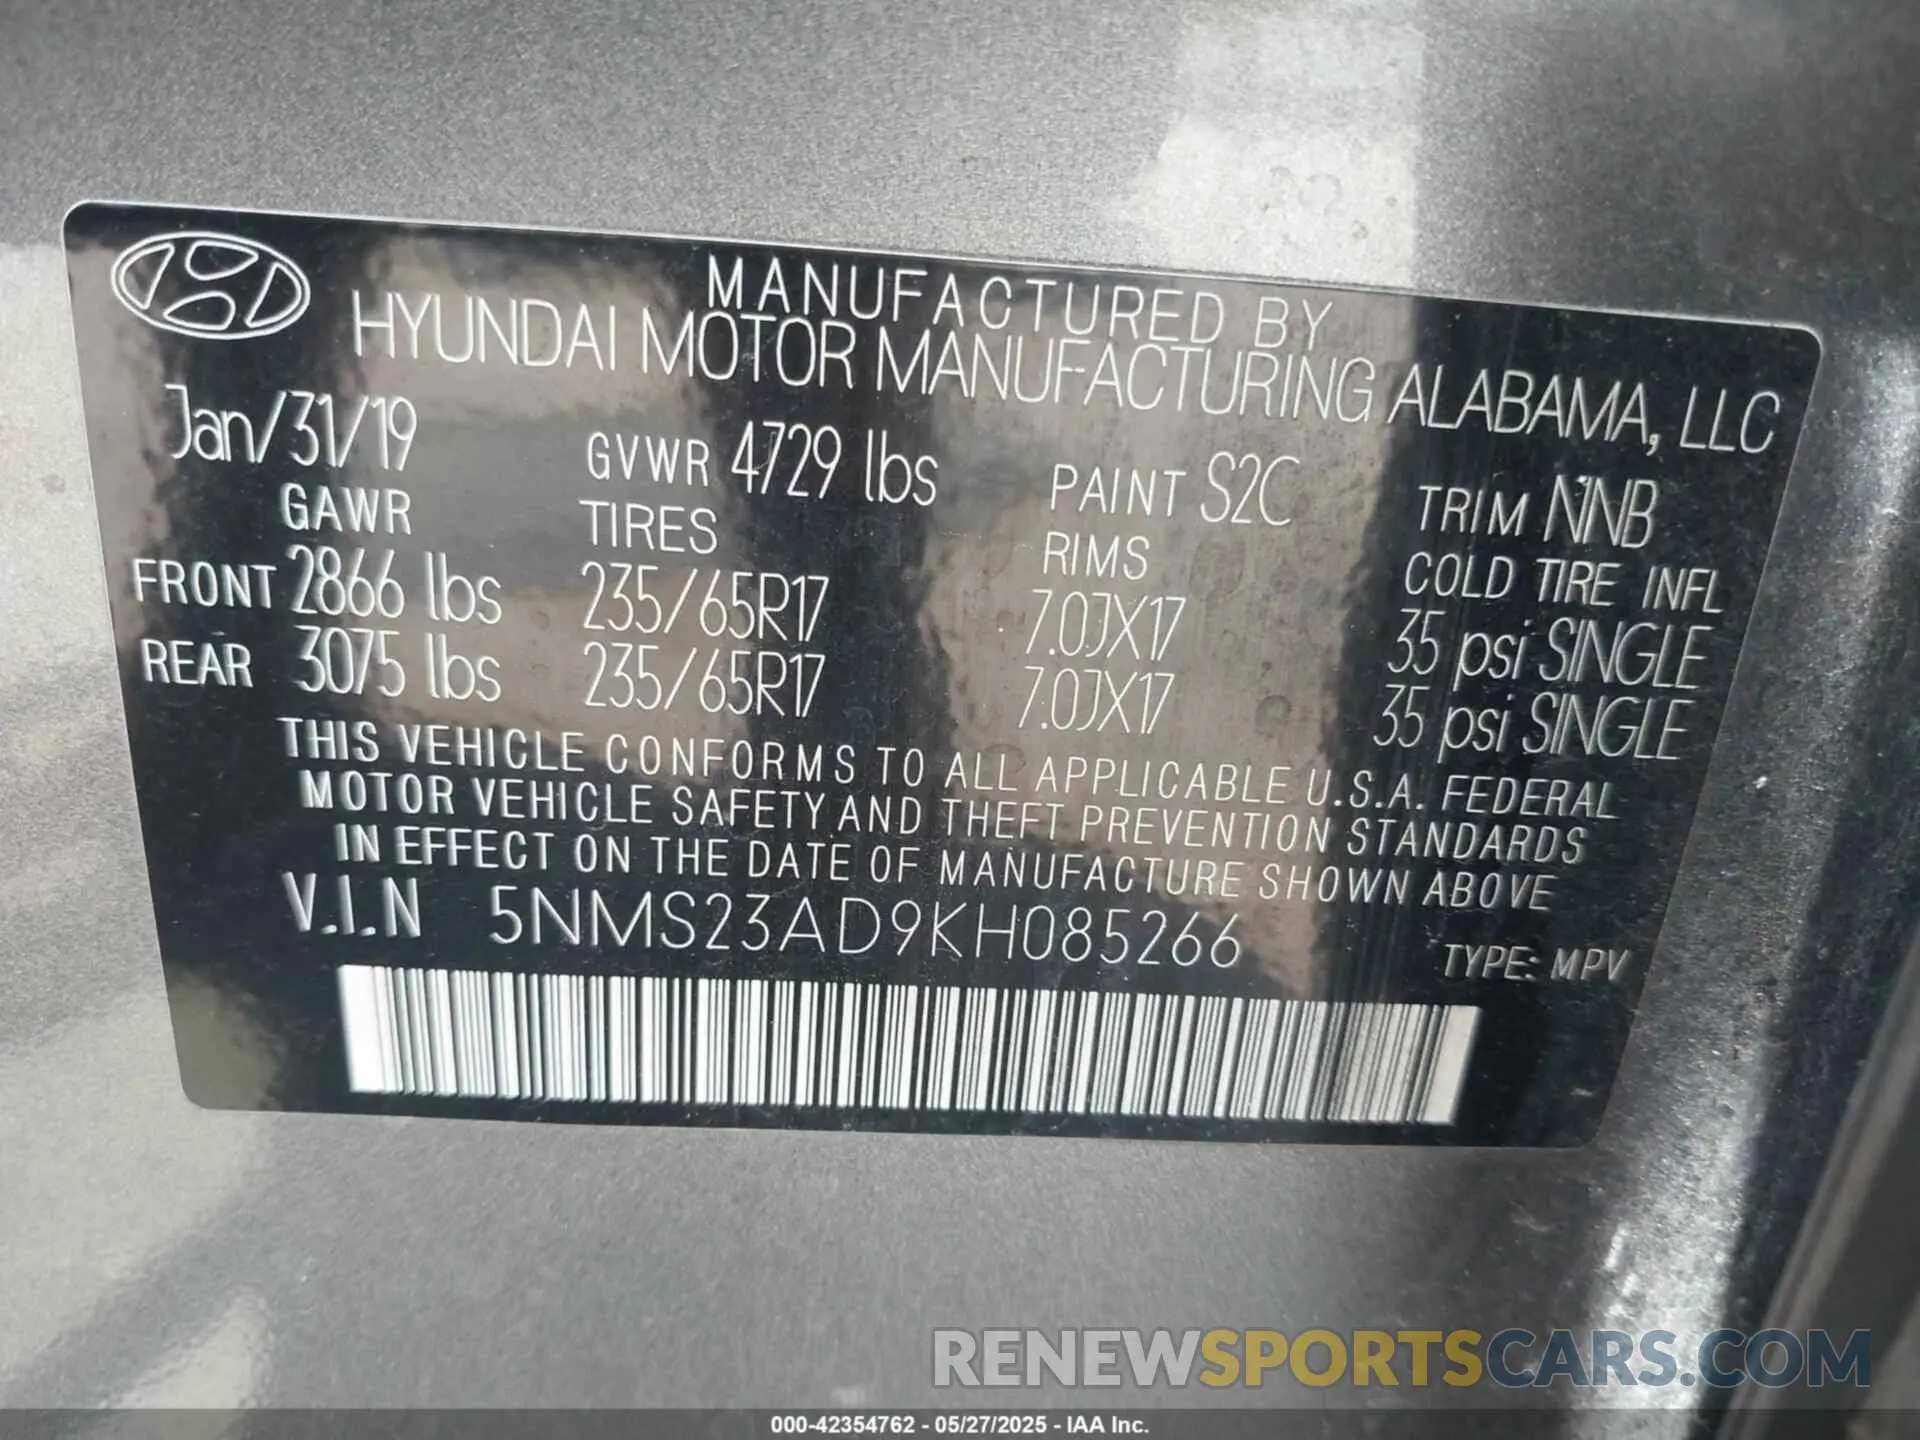 MANUFACTURED BY
HYUNDAI MOTOR MANUFACTURING ALABAMA, LLC
Jan/31/19 GVWR 4729 lbs PAINT S2C TRIM NNB
GAWR TIRES RIMS COLD TIRE INFL
FRONT 2866 lbs 235/65R17 7.0JX17 35 psi SINGLE
REAR 3075 lbs 235/65R17 7.0JX17 35 psi SINGLE
THIS VEHICLE CONFORMS TO ALL APPLICABLE U.S.A. FEDERAL
MOTOR VEHICLE SAFETY AND THEFT PREVENTION STANDARDS
IN EFFECT ON THE DATE OF MANUFACTURE SHOWN ABOVE
V.I.N 5NMS23AD9KH085266
TYPE: MPV
RENEWSPORTSCARS.COM
000-42354762 - 05/27/2025 - IAA Inc.